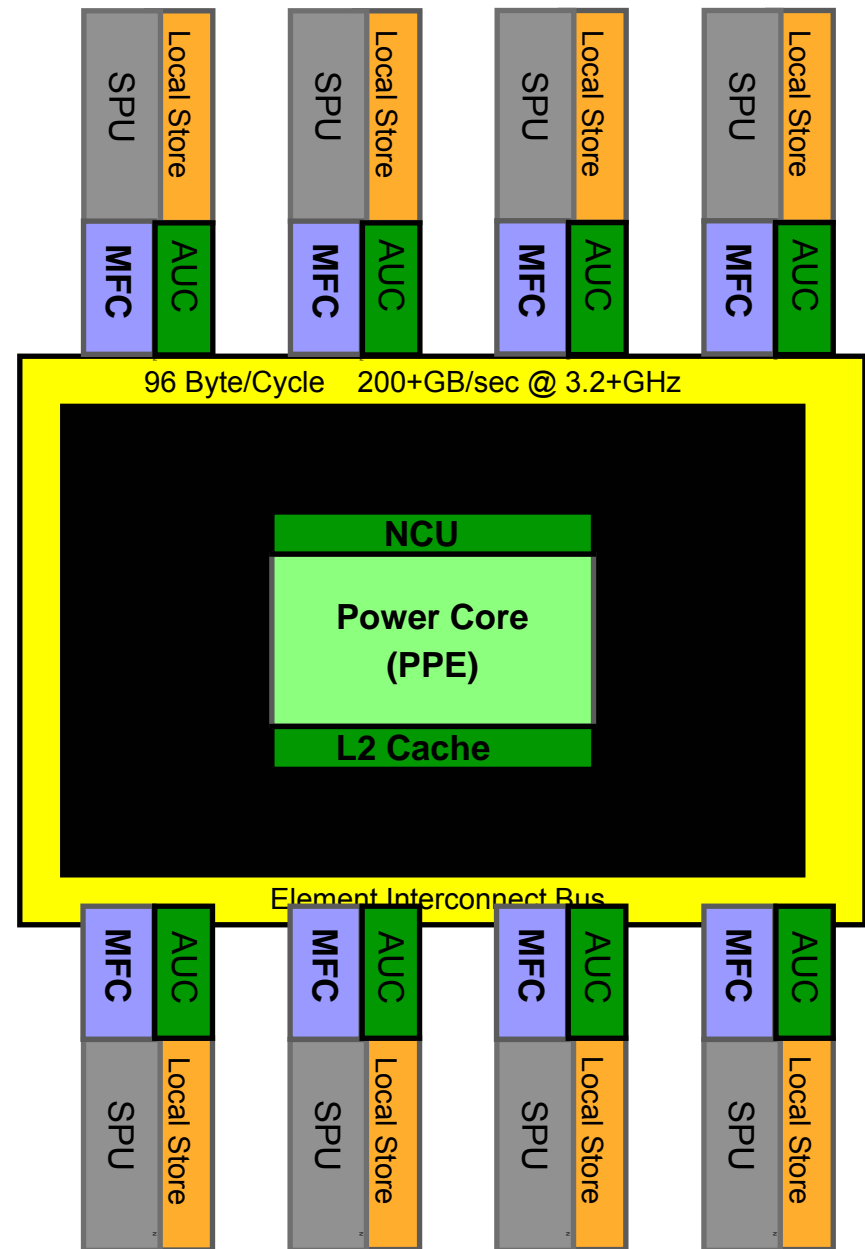 SPU
Local Store
SPU
Local Store
SPU
Local Store
SPU
Local Store
MFC
AUC
MFC
AUC
MFC
AUC
MFC
AUC
96 Byte/Cycle 200+GB/sec @ 3.2+GHz
NCU
Power Core
(PPE)
L2 Cache
Element Interconnect Bus
MFC
AUC
MFC
AUC
MFC
AUC
MFC
AUC
SPU
Local Store
SPU
Local Store
SPU
Local Store
SPU
Local Store
N
N
N
N